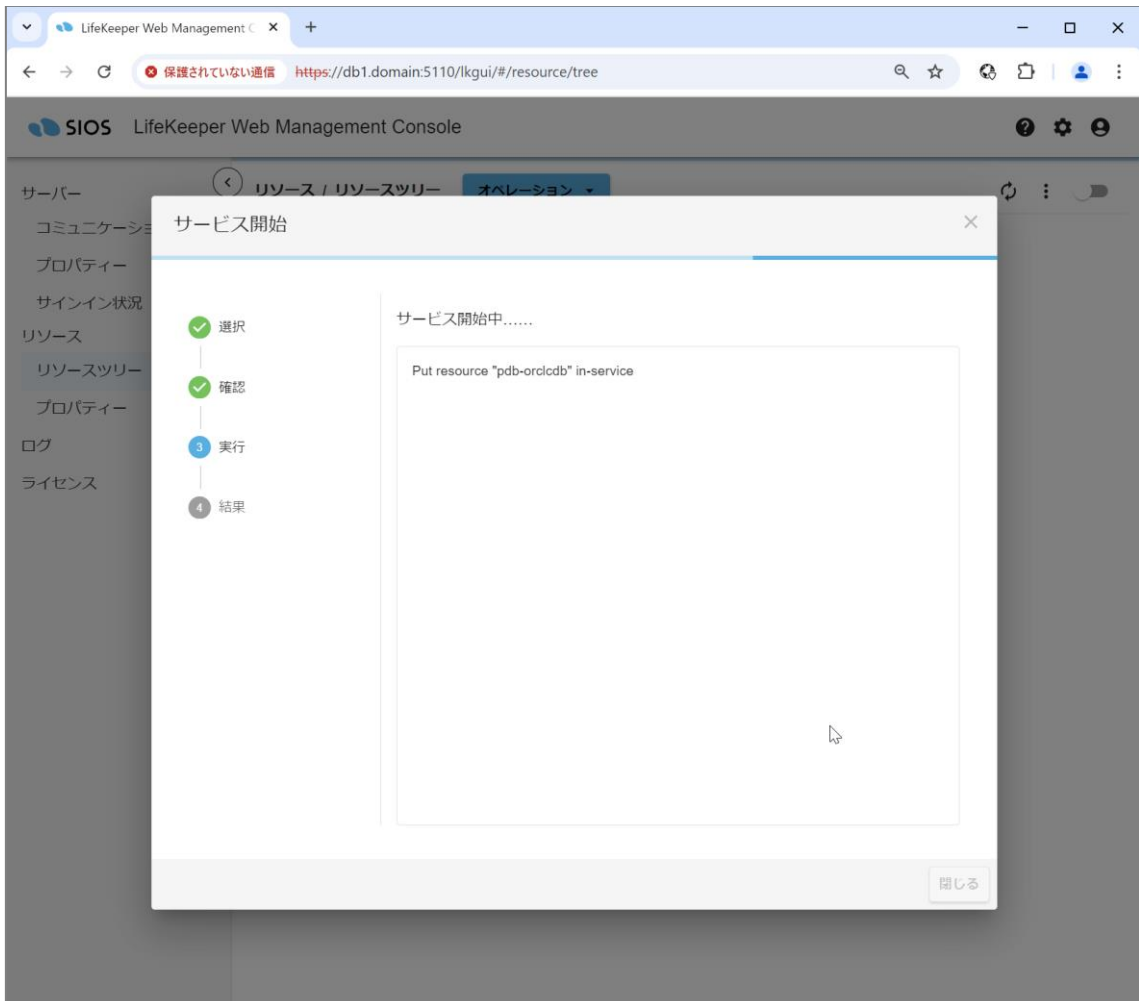 LifeKeeper Web Management C
保護されていない通信 https://db1.domain:5110/lkgui/#/resource/tree
SIOS LifeKeeper Web Management Console
サーバー
コミュニケーショ
プロパティー
サインイン状況
リソース
リソースツリー
プロパティー
ログ
ライセンス
リソース / リソースツリー オペレーション
サービス開始
選択
確認
3 実行
4 結果
サービス開始中……
Put resource "pdb-orclcdb" in-service
閉じる